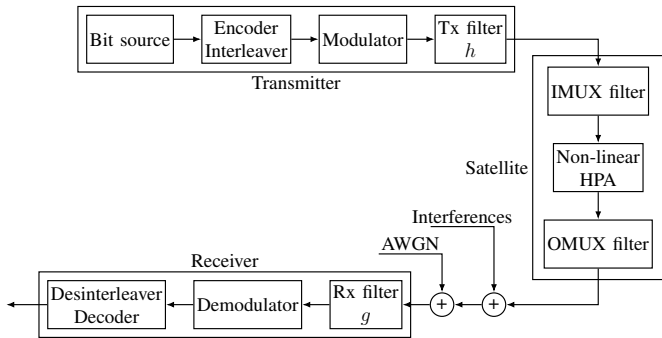 Bit source
Encoder
Interleaver
Modulator
Tx filter
h
Transmitter
IMUX filter
Non-linear
HPA
Satellite
OMUX filter
Interferences
AWGN
Receiver
Desinterleaver
Decoder
Demodulator
Rx filter
g
+
+